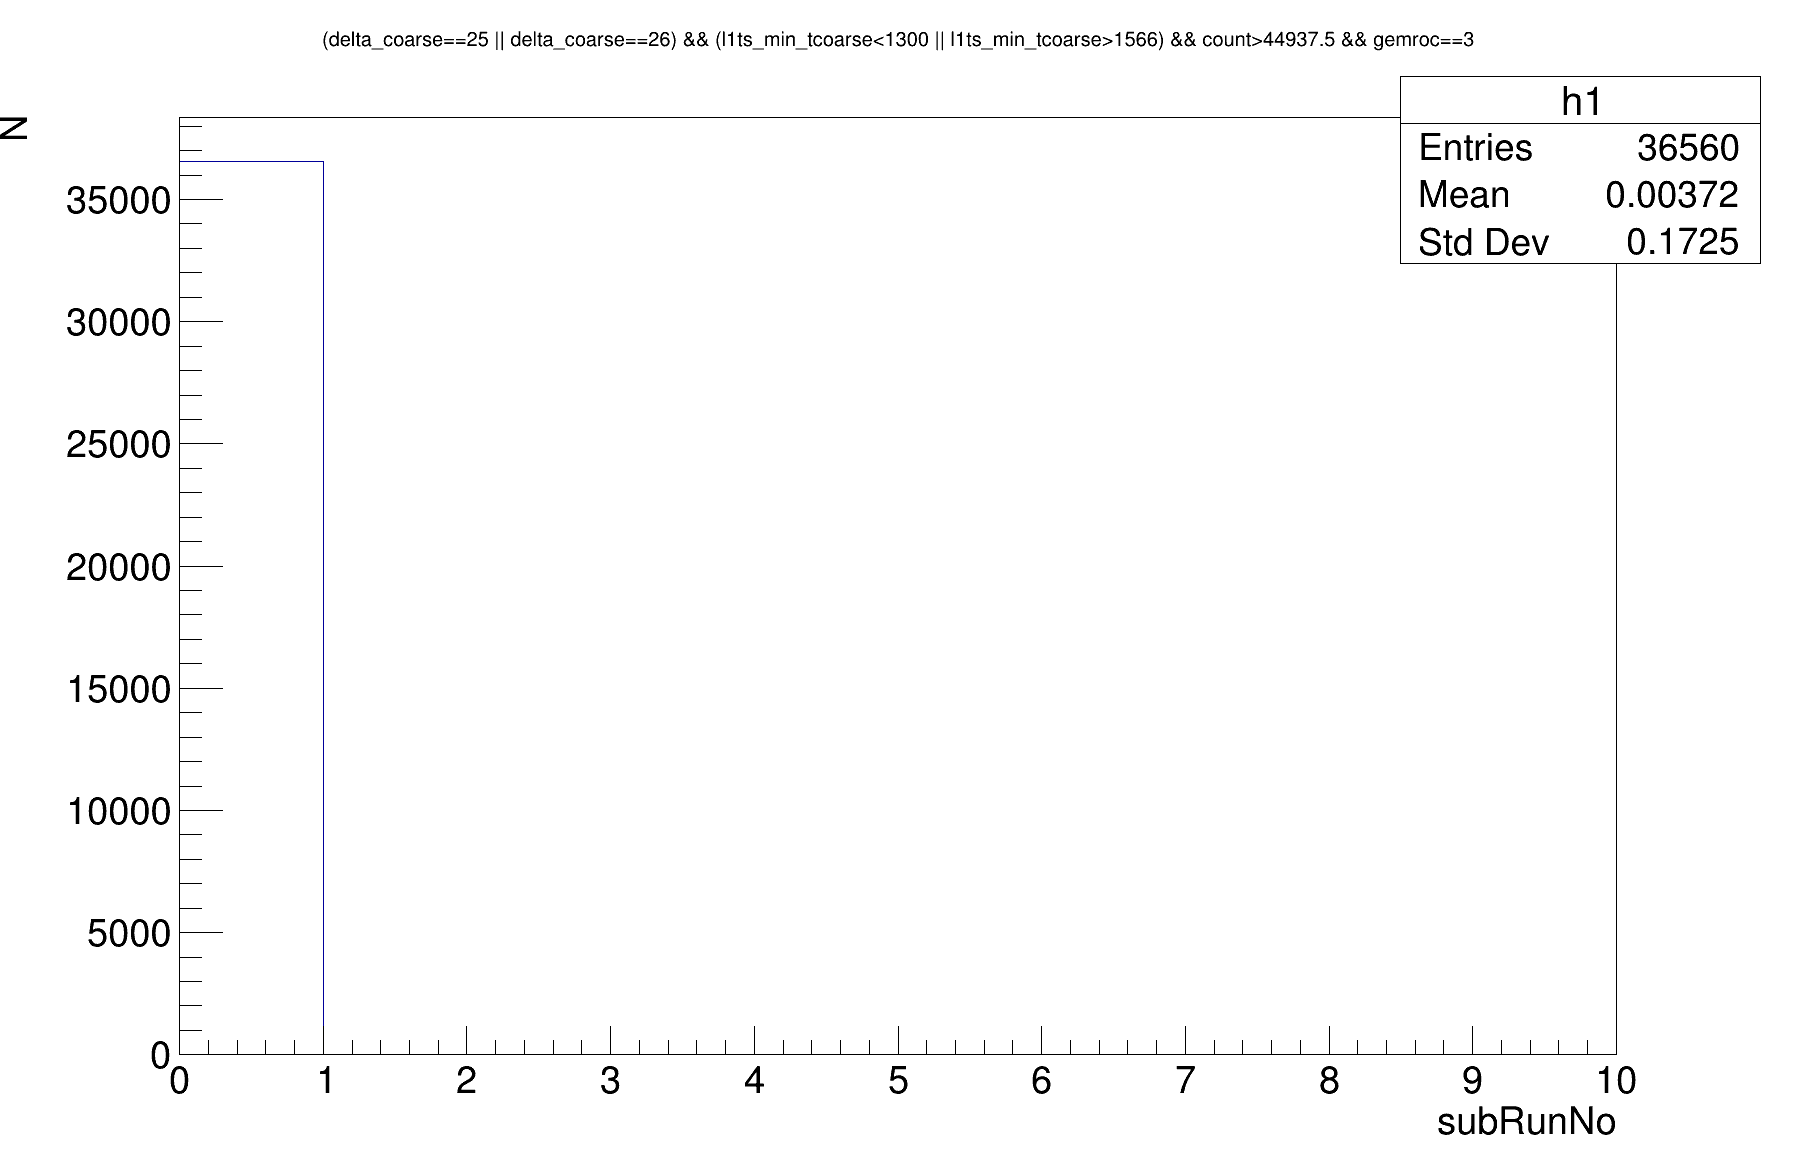 (delta_coarse==25 || delta_coarse==26) && (l1ts_min_tcoarse<1300 || l1ts_min_tcoarse>1566) && count>44937.5 && gemroc==3
h1
Entries 36560
Mean 0.00372
Std Dev 0.1725
N
35000
30000
25000
20000
15000
10000
5000
0
0 1 2 3 4 5 6 7 8 9 10
subRunNo